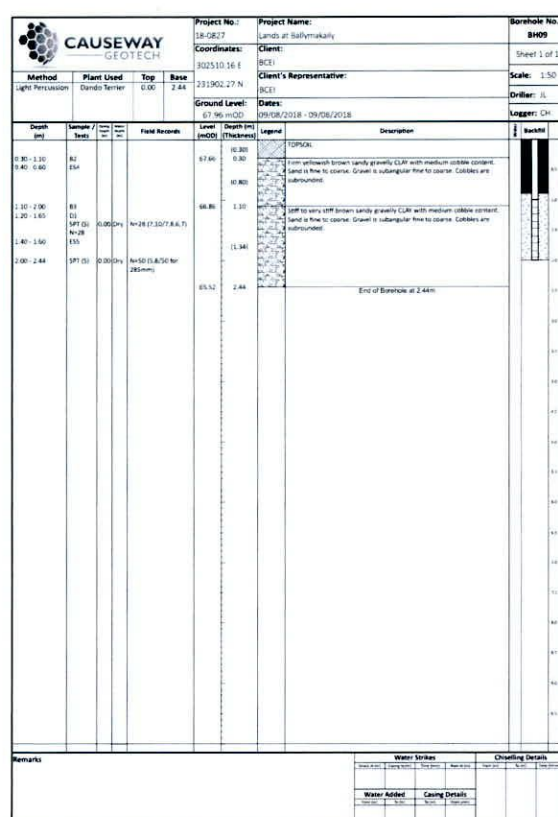 CAUSEWAY
GEOTECH
Project No.:
18-0827
Project Name:
Lands at Ballymakaily
Borehole No.
BH09
Coordinates:
302510.16 E
231902.27 N
Client:
BCEI
Sheet 1 of 1
Client's Representative:
BCEI
Scale: 1:50
Driller: JL
Method Plant Used Top Base
Light Percussion Dando Terrier 0.00 2.44
Ground Level:
67.96 mOD
Dates:
09/08/2018 - 09/08/2018
Logger: CH
Depth (m) Sample / Tests Field Records Level (mOD) Depth (m) (Thickness) Legend Description Backfill
TOPSOIL
(0.30)
0.30 - 1.10 B2 67.66 0.30
0.40 - 0.60 ES4
Firm yellowish brown sandy gravelly CLAY with medium cobble content.
Sand is fine to coarse. Gravel is subangular fine to coarse. Cobbles are
subrounded.
(0.80)
1.10 - 2.00 B3 66.86 1.10
Stiff to very stiff brown sandy gravelly CLAY with medium cobble content.
Sand is fine to coarse. Gravel is subangular fine to coarse. Cobbles are
subrounded.
1.20 - 1.65
SPT (S) 0.00 Dry N=28 (7,10/7,8,6,7)
N=28
1.40 - 1.60 ES5
(1.34)
2.00 - 2.44 SPT (S) 0.00 Dry N=50 (5,8/50 for
285mm)
65.52 2.44
End of Borehole at 2.44m
Remarks
Water Strikes
Chiselling Details
Water Added Casing Details